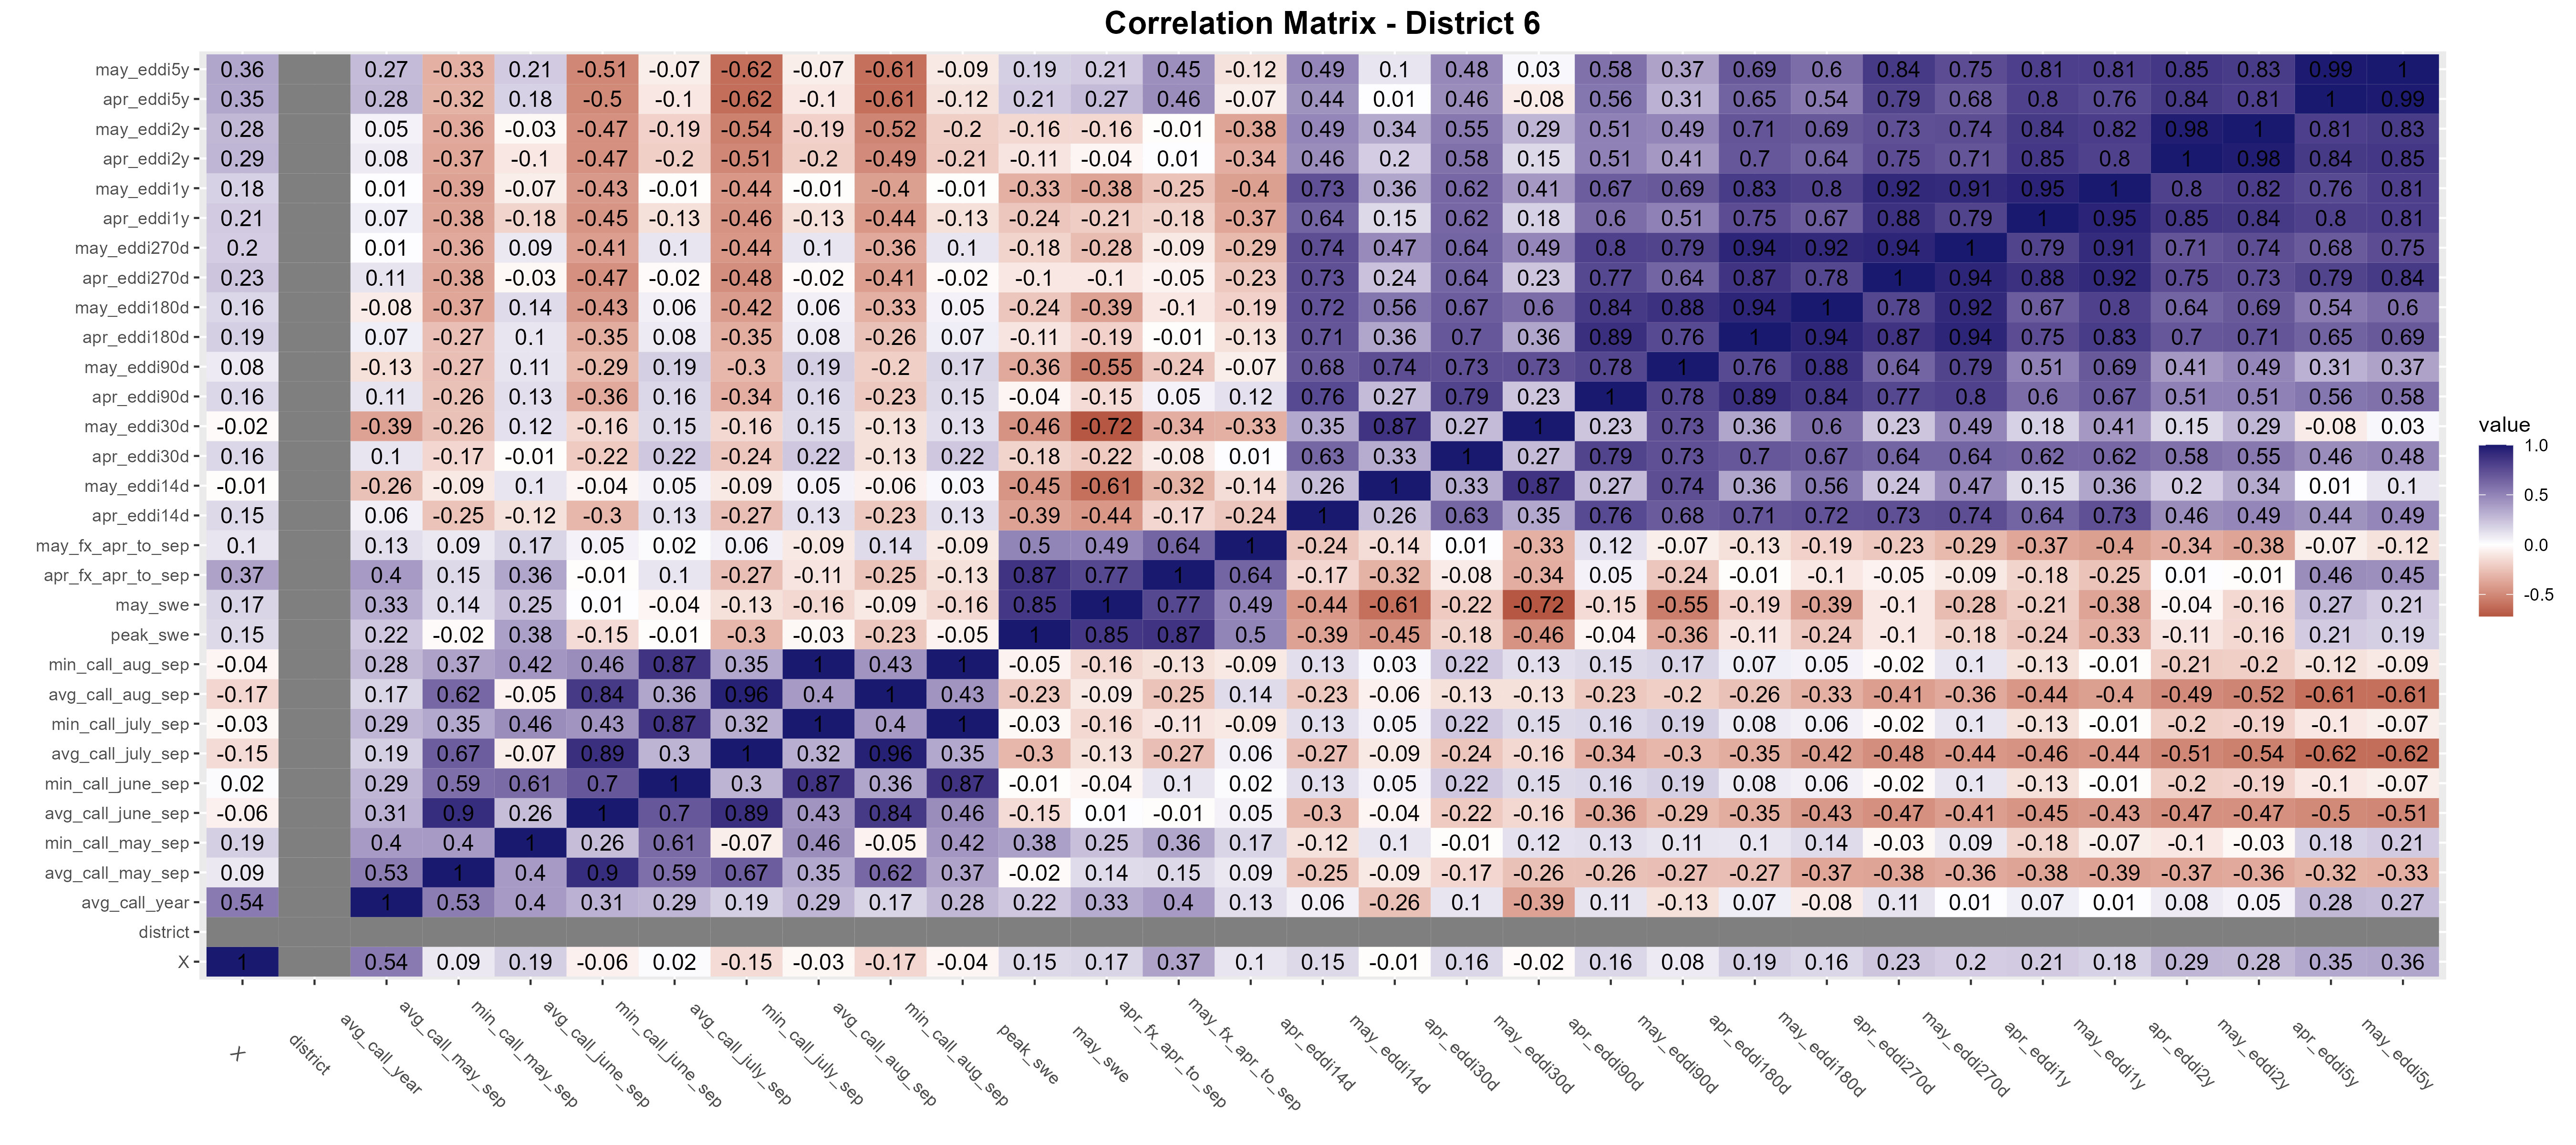 Correlation Matrix - District 6
may_eddi5y 0.36 0.27 -0.33 0.21 -0.51 -0.07 -0.62 -0.07 -0.61 -0.09 0.19 0.21 0.45 -0.12 0.49 0.1 0.48 0.03 0.58 0.37 0.69 0.6 0.84 0.75 0.81 0.81 0.85 0.83 0.99 1
apr_eddi5y 0.35 0.28 -0.32 0.18 -0.5 -0.1 -0.62 -0.1 -0.61 -0.12 0.21 0.27 0.46 -0.07 0.44 0.01 0.46 -0.08 0.56 0.31 0.65 0.54 0.79 0.68 0.8 0.76 0.84 0.81 1 0.99
may_eddi2y 0.28 0.05 -0.36 -0.03 -0.47 -0.19 -0.54 -0.19 -0.52 -0.2 -0.16 -0.16 -0.01 -0.38 0.49 0.34 0.55 0.29 0.51 0.49 0.71 0.69 0.73 0.74 0.84 0.82 0.98 1 0.81 0.83
apr_eddi2y 0.29 0.08 -0.37 -0.1 -0.47 -0.2 -0.51 -0.2 -0.49 -0.21 -0.11 -0.04 0.01 -0.34 0.46 0.2 0.58 0.15 0.51 0.41 0.7 0.64 0.75 0.71 0.85 0.8 1 0.98 0.84 0.85
may_eddi1y 0.18 0.01 -0.39 -0.07 -0.43 -0.01 -0.44 -0.01 -0.4 -0.01 -0.33 -0.38 -0.25 -0.4 0.73 0.36 0.62 0.41 0.67 0.69 0.83 0.8 0.92 0.91 0.95 1 0.8 0.82 0.76 0.81
apr_eddi1y 0.21 0.07 -0.38 -0.18 -0.45 -0.13 -0.46 -0.13 -0.44 -0.13 -0.24 -0.21 -0.18 -0.37 0.64 0.15 0.62 0.18 0.6 0.51 0.75 0.67 0.88 0.79 1 0.95 0.85 0.84 0.8 0.81
may_eddi270d 0.2 0.01 -0.36 0.09 -0.41 0.1 -0.44 0.1 -0.36 0.1 -0.18 -0.28 -0.09 -0.29 0.74 0.47 0.64 0.49 0.8 0.79 0.94 0.92 0.94 1 0.79 0.91 0.71 0.74 0.68 0.75
apr_eddi270d 0.23 0.11 -0.38 -0.03 -0.47 -0.02 -0.48 -0.02 -0.41 -0.02 -0.1 -0.1 -0.05 -0.23 0.73 0.24 0.64 0.23 0.77 0.64 0.87 0.78 1 0.94 0.88 0.92 0.75 0.73 0.79 0.84
may_eddi180d 0.16 -0.08 -0.37 0.14 -0.43 0.06 -0.42 0.06 -0.33 0.05 -0.24 -0.39 -0.1 -0.19 0.72 0.56 0.67 0.6 0.84 0.88 0.94 1 0.78 0.92 0.67 0.8 0.64 0.69 0.54 0.6
apr_eddi180d 0.19 0.07 -0.27 0.1 -0.35 0.08 -0.35 0.08 -0.26 0.07 -0.11 -0.19 -0.01 -0.13 0.71 0.36 0.7 0.36 0.89 0.76 1 0.94 0.87 0.94 0.75 0.83 0.7 0.71 0.65 0.69
may_eddi90d 0.08 -0.13 -0.27 0.11 -0.29 0.19 -0.3 0.19 -0.2 0.17 -0.36 -0.55 -0.24 -0.07 0.68 0.74 0.73 0.73 0.78 1 0.76 0.88 0.64 0.79 0.51 0.69 0.41 0.49 0.31 0.37
apr_eddi90d 0.16 0.11 -0.26 0.13 -0.36 0.16 -0.34 0.16 -0.23 0.15 -0.04 -0.15 0.05 0.12 0.76 0.27 0.79 0.23 1 0.78 0.89 0.84 0.77 0.8 0.6 0.67 0.51 0.51 0.56 0.58
may_eddi30d -0.02 -0.39 -0.26 0.12 -0.16 0.15 -0.16 0.15 -0.13 0.13 -0.46 -0.72 -0.34 -0.33 0.35 0.87 0.27 1 0.23 0.73 0.36 0.6 0.23 0.49 0.18 0.41 0.15 0.29 -0.08 0.03
apr_eddi30d 0.16 0.1 -0.17 -0.01 -0.22 0.22 -0.24 0.22 -0.13 0.22 -0.18 -0.22 -0.08 0.01 0.63 0.33 1 0.27 0.79 0.73 0.7 0.67 0.64 0.64 0.62 0.62 0.58 0.55 0.46 0.48
may_eddi14d -0.01 -0.26 -0.09 0.1 -0.04 0.05 -0.09 0.05 -0.06 0.03 -0.45 -0.61 -0.32 -0.14 0.26 1 0.33 0.87 0.27 0.74 0.36 0.56 0.24 0.47 0.15 0.36 0.2 0.34 0.01 0.1
apr_eddi14d 0.15 0.06 -0.25 -0.12 -0.3 0.13 -0.27 0.13 -0.23 0.13 -0.39 -0.44 -0.17 -0.24 1 0.26 0.63 0.35 0.76 0.68 0.71 0.72 0.73 0.74 0.64 0.73 0.46 0.49 0.44 0.49
may_fx_apr_to_sep 0.1 0.13 0.09 0.17 0.05 0.02 0.06 -0.09 0.14 -0.09 0.5 0.49 0.64 1 -0.24 -0.14 0.01 -0.33 0.12 -0.07 -0.13 -0.19 -0.23 -0.29 -0.37 -0.4 -0.34 -0.38 -0.07 -0.12
apr_fx_apr_to_sep 0.37 0.4 0.15 0.36 -0.01 0.1 -0.27 -0.11 -0.25 -0.13 0.87 0.77 1 0.64 -0.17 -0.32 -0.08 -0.34 0.05 -0.24 -0.01 -0.1 -0.05 -0.09 -0.18 -0.25 0.01 -0.01 0.46 0.45
may_swe 0.17 0.33 0.14 0.25 0.01 -0.04 -0.13 -0.16 -0.09 -0.16 0.85 1 0.77 0.49 -0.44 -0.61 -0.22 -0.72 -0.15 -0.55 -0.19 -0.39 -0.1 -0.28 -0.21 -0.38 -0.04 -0.16 0.27 0.21
peak_swe 0.15 0.22 -0.02 0.38 -0.15 -0.01 -0.3 -0.03 -0.23 -0.05 1 0.85 0.87 0.5 -0.39 -0.45 -0.18 -0.46 -0.04 -0.36 -0.11 -0.24 -0.1 -0.18 -0.24 -0.33 -0.11 -0.16 0.21 0.19
min_call_aug_sep -0.04 0.28 0.37 0.42 0.46 0.87 0.35 1 0.43 1 -0.05 -0.16 -0.13 -0.09 0.13 0.03 0.22 0.13 0.15 0.17 0.07 0.05 -0.02 0.1 -0.13 -0.01 -0.21 -0.2 -0.12 -0.09
avg_call_aug_sep -0.17 0.17 0.62 -0.05 0.84 0.36 0.96 0.4 1 0.43 -0.23 -0.09 -0.25 0.14 -0.23 -0.06 -0.13 -0.13 -0.23 -0.2 -0.26 -0.33 -0.41 -0.36 -0.44 -0.4 -0.49 -0.52 -0.61 -0.61
min_call_july_sep -0.03 0.29 0.35 0.46 0.43 0.87 0.32 1 0.4 1 -0.03 -0.16 -0.11 -0.09 0.13 0.05 0.22 0.15 0.16 0.19 0.08 0.06 -0.02 0.1 -0.13 -0.01 -0.2 -0.19 -0.1 -0.07
avg_call_july_sep -0.15 0.19 0.67 -0.07 0.89 0.3 1 0.32 0.96 0.35 -0.3 -0.13 -0.27 0.06 -0.27 -0.09 -0.24 -0.16 -0.34 -0.3 -0.35 -0.42 -0.48 -0.44 -0.46 -0.44 -0.51 -0.54 -0.62 -0.62
min_call_june_sep 0.02 0.29 0.59 0.61 0.7 1 0.3 0.87 0.36 0.87 -0.01 -0.04 0.1 0.02 0.13 0.05 0.22 0.15 0.16 0.19 0.08 0.06 -0.02 0.1 -0.13 -0.01 -0.2 -0.19 -0.1 -0.07
avg_call_june_sep -0.06 0.31 0.9 0.26 1 0.7 0.89 0.43 0.84 0.46 -0.15 0.01 -0.01 0.05 -0.3 -0.04 -0.22 -0.16 -0.36 -0.29 -0.35 -0.43 -0.47 -0.41 -0.45 -0.43 -0.47 -0.47 -0.5 -0.51
min_call_may_sep 0.19 0.4 0.4 1 0.26 0.61 -0.07 0.46 -0.05 0.42 0.38 0.25 0.36 0.17 -0.12 0.1 -0.01 0.12 0.13 0.11 0.1 0.14 -0.03 0.09 -0.18 -0.07 -0.1 -0.03 0.18 0.21
avg_call_may_sep 0.09 0.53 1 0.4 0.9 0.59 0.67 0.35 0.62 0.37 -0.02 0.14 0.15 0.09 -0.25 -0.09 -0.17 -0.26 -0.26 -0.27 -0.27 -0.37 -0.38 -0.36 -0.38 -0.39 -0.37 -0.36 -0.32 -0.33
avg_call_year 0.54 1 0.53 0.4 0.31 0.29 0.19 0.29 0.17 0.28 0.22 0.33 0.4 0.13 0.06 -0.26 0.1 -0.39 0.11 -0.13 0.07 -0.08 0.11 0.01 0.07 0.01 0.08 0.05 0.28 0.27
district
X 1 0.54 0.09 0.19 -0.06 0.02 -0.15 -0.03 -0.17 -0.04 0.15 0.17 0.37 0.1 0.15 -0.01 0.16 -0.02 0.16 0.08 0.19 0.16 0.23 0.2 0.21 0.18 0.29 0.28 0.35 0.36
X district avg_call_year avg_call_may_sep min_call_may_sep avg_call_june_sep min_call_june_sep avg_call_july_sep min_call_july_sep avg_call_aug_sep min_call_aug_sep peak_swe may_swe apr_fx_apr_to_sep may_fx_apr_to_sep apr_eddi14d may_eddi14d apr_eddi30d may_eddi30d apr_eddi90d may_eddi90d apr_eddi180d may_eddi180d apr_eddi270d may_eddi270d apr_eddi1y may_eddi1y apr_eddi2y may_eddi2y apr_eddi5y may_eddi5y
value
1.0
0.5
0.0
-0.5